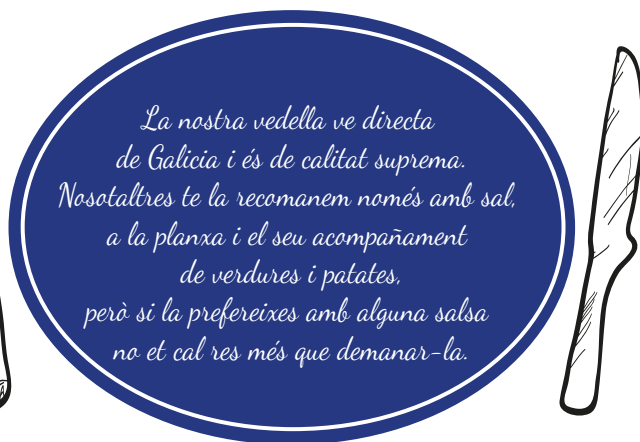 La nostra vedella ve directa
de Galicia i és de calitat suprema.
Nosotaltres te la recomanem només amb sal,
a la planxa i el seu acompañament
de verdures i patates,
però si la prefereixes amb alguna salsa
no et cal res més que demanar-la.